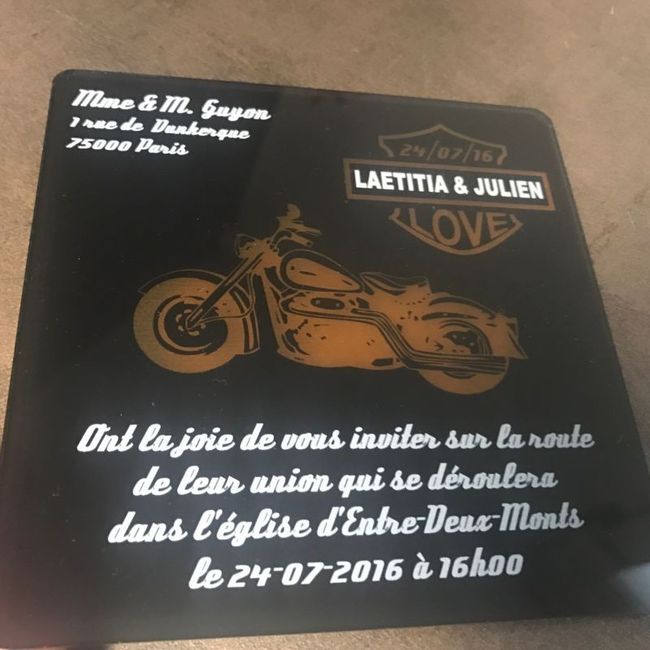 Mme & M. Guyon
1 rue de Dunkerque
75000 Paris
24/07/16
LAETITIA & JULIEN
LOVE
Ont la joie de vous inviter sur la route
de leur union qui se déroulera
dans l'église d'Entre-Deux-Monts
le 24-07-2016 à 16h00